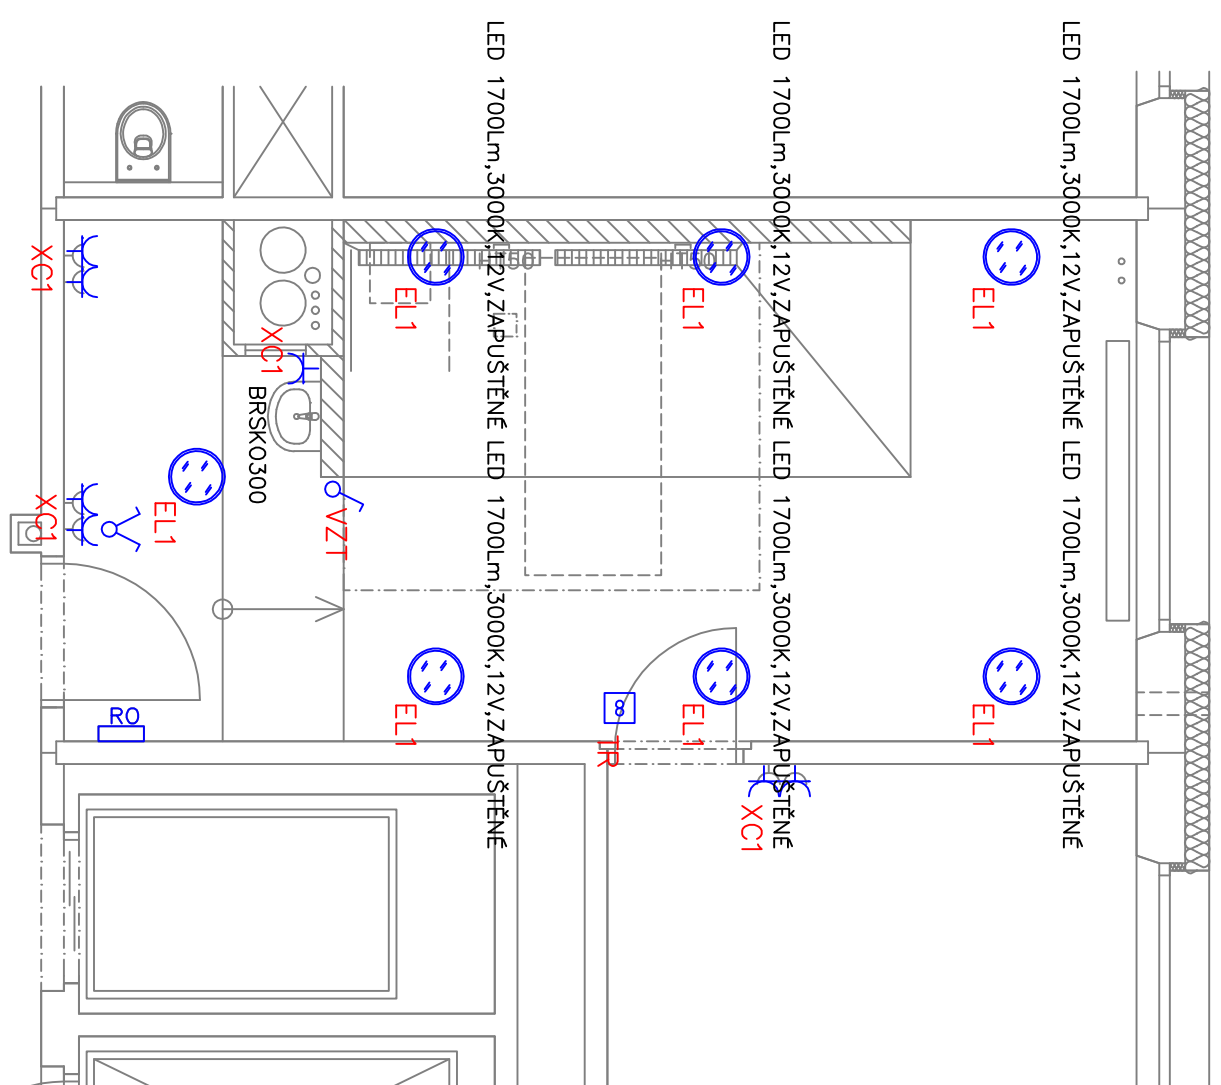 LED 1700Lm,3000K,12V,ZAPUŠTĚNÉ
LED 1700Lm,3000K,12V,ZAPUŠTĚNÉ
LED 1700Lm,3000K,12V,ZAPUŠTĚNÉ
LED 1700Lm,3000K,12V,ZAPUŠTĚNÉ
LED 1700Lm,3000K,12V,ZAPUŠTĚNÉ
LED 1700Lm,3000K,12V,ZAPUŠTĚNÉ
XC1
EL1
EL1
EL1
XC1
BRSKO300
XC1
EL1
VZT
RO
EL1
8
TR
EL1
EL1
XC1